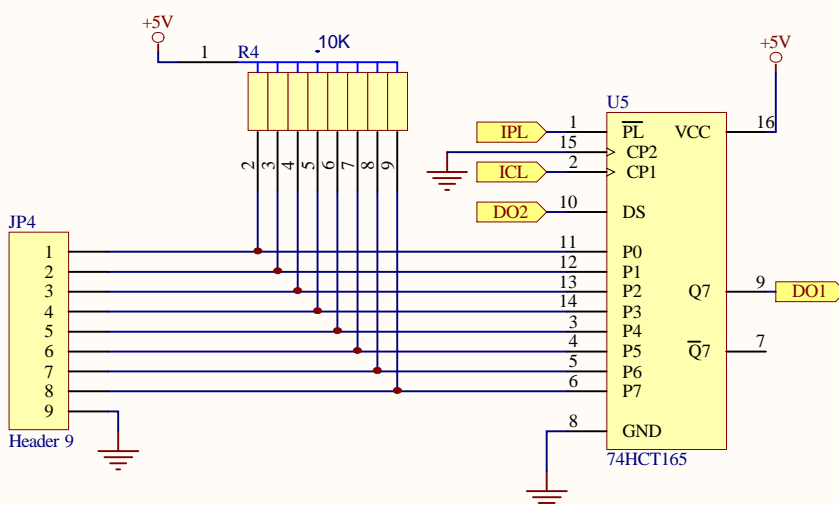 +5V
1
R4
.10K
+5V
2
3
4
5
6
7
8
9
U5
IPL
1
PL
VCC
16
15
CP2
ICL
2
CP1
DO2
10
DS
JP4
1
11
P0
2
12
P1
3
13
P2
Q7
9
DO1
4
14
P3
5
3
P4
6
4
P5
Q7
7
7
5
P6
8
6
P7
9
8
GND
Header 9
74HCT165